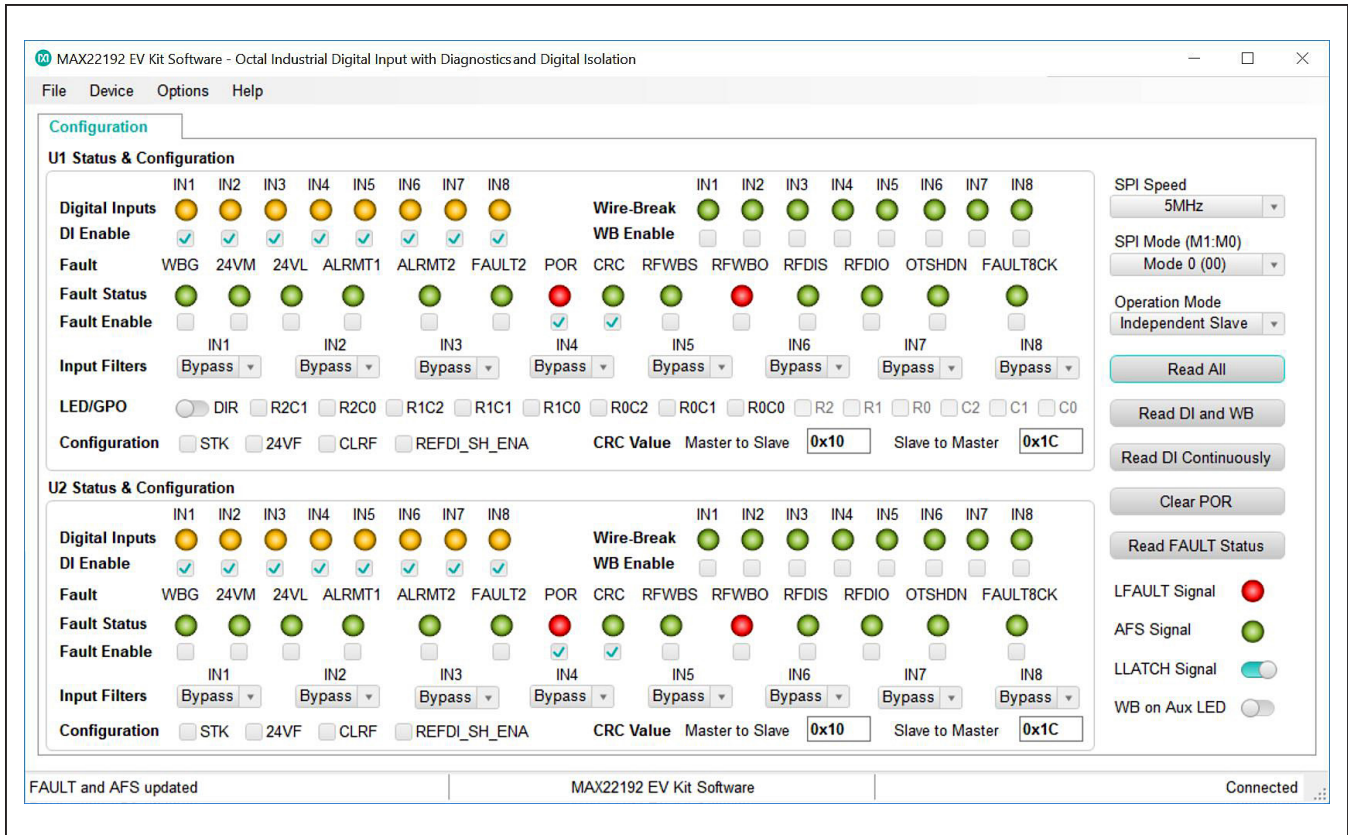 MAX22192 EV Kit Software - Octal Industrial Digital Input with Diagnostics and Digital Isolation
File Device Options Help
Configuration
U1 Status & Configuration
IN1 IN2 IN3 IN4 IN5 IN6 IN7 IN8 IN1 IN2 IN3 IN4 IN5 IN6 IN7 IN8
Digital Inputs Wire-Break
DI Enable WB Enable
Fault WBG 24VM 24VL ALRMT1 ALRMT2 FAULT2 POR CRC RFWBS RFWBO RFDIS RFDIO OTSHDN FAULT8CK
Fault Status
Fault Enable
IN1 IN2 IN3 IN4 IN5 IN6 IN7 IN8
Input Filters Bypass Bypass Bypass Bypass Bypass Bypass Bypass Bypass
LED/GPO DIR R2C1 R2C0 R1C2 R1C1 R1C0 R0C2 R0C1 R0C0 R2 R1 R0 C2 C1 C0
Configuration STK 24VF CLRF REFDI_SH_ENA CRC Value Master to Slave 0x10 Slave to Master 0x1C
U2 Status & Configuration
IN1 IN2 IN3 IN4 IN5 IN6 IN7 IN8 IN1 IN2 IN3 IN4 IN5 IN6 IN7 IN8
Digital Inputs Wire-Break
DI Enable WB Enable
Fault WBG 24VM 24VL ALRMT1 ALRMT2 FAULT2 POR CRC RFWBS RFWBO RFDIS RFDIO OTSHDN FAULT8CK
Fault Status
Fault Enable
IN1 IN2 IN3 IN4 IN5 IN6 IN7 IN8
Input Filters Bypass Bypass Bypass Bypass Bypass Bypass Bypass Bypass
Configuration STK 24VF CLRF REFDI_SH_ENA CRC Value Master to Slave 0x10 Slave to Master 0x1C
SPI Speed
5MHz
SPI Mode (M1:M0)
Mode 0 (00)
Operation Mode
Independent Slave
Read All
Read DI and WB
Read DI Continuously
Clear POR
Read FAULT Status
LFAULT Signal
AFS Signal
LLATCH Signal
WB on Aux LED
FAULT and AFS updated MAX22192 EV Kit Software Connected